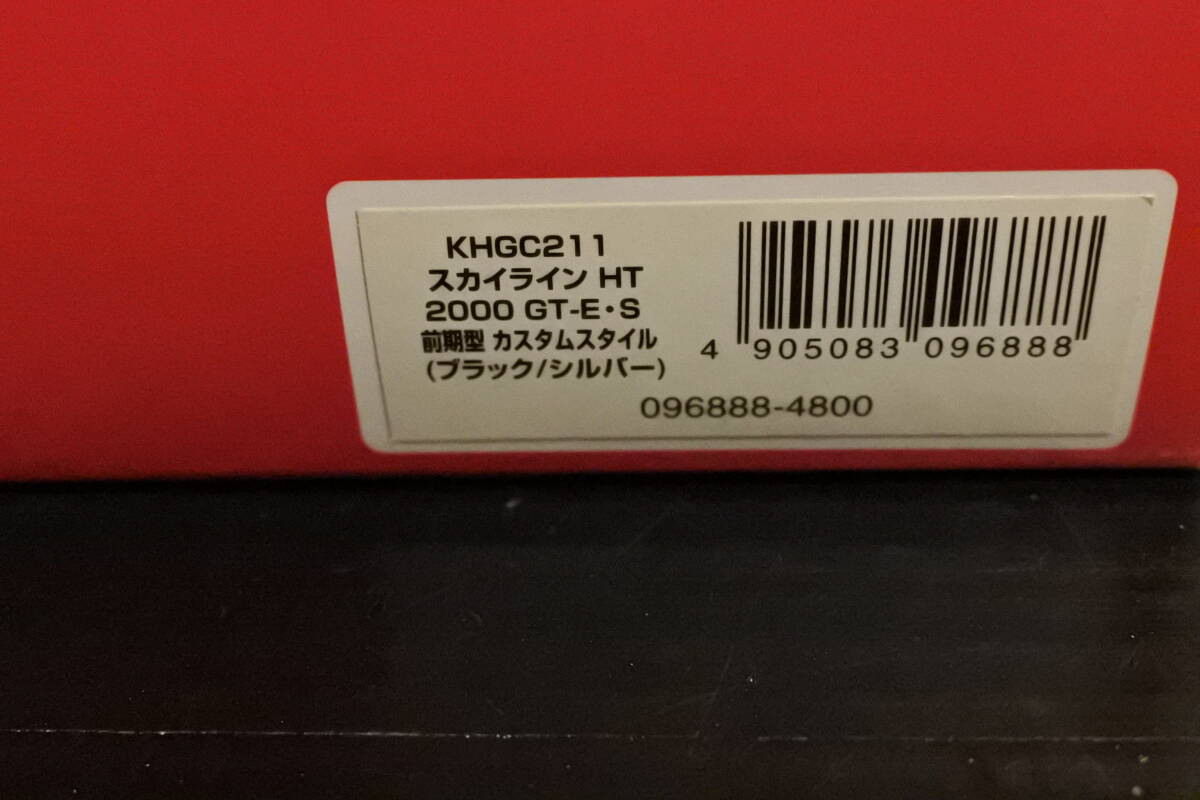 KHGC211
スカイライン HT
2000 GT-E・S
前期型 カスタムスタイル
(ブラック/シルバー)
4 905083 096888
096888-4800